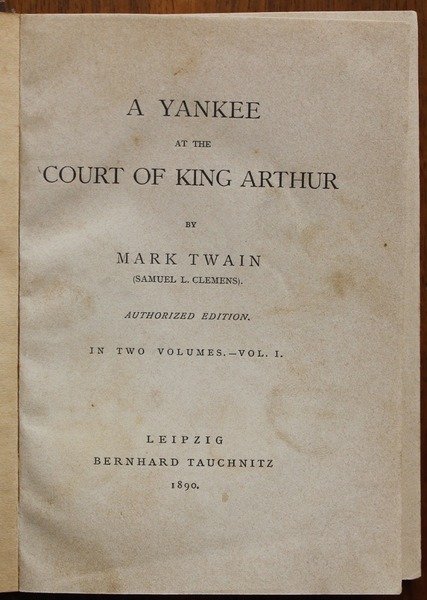 A YANKEE
AT THE
COURT OF KING ARTHUR
BY
MARK TWAIN
(SAMUEL L. CLEMENS).
AUTHORIZED EDITION.
IN TWO VOLUMES.—VOL. I.
LEIPZIG
BERNHARD TAUCHNITZ
1890.